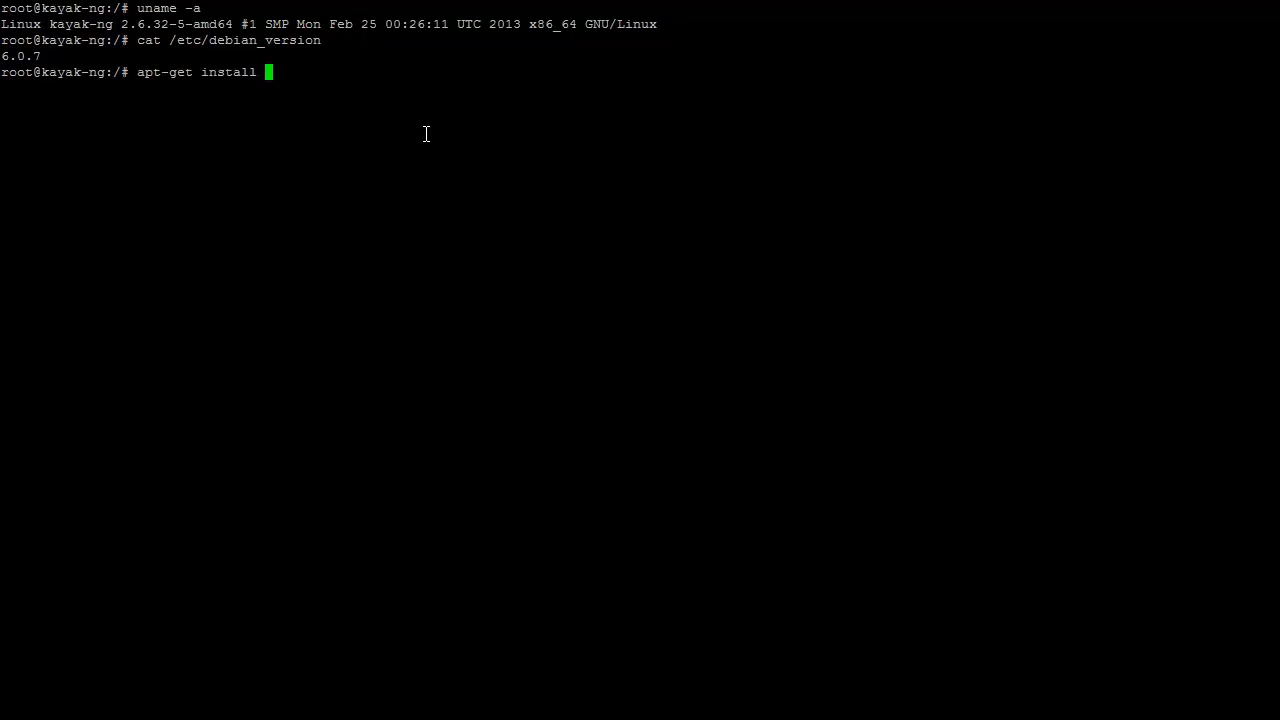 root@kayak-ng:/# uname -a
Linux kayak-ng 2.6.32-5-amd64 #1 SMP Mon Feb 25 00:26:11 UTC 2013 x86_64 GNU/Linux
root@kayak-ng:/# cat /etc/debian_version
6.0.7
root@kayak-ng:/# apt-get install